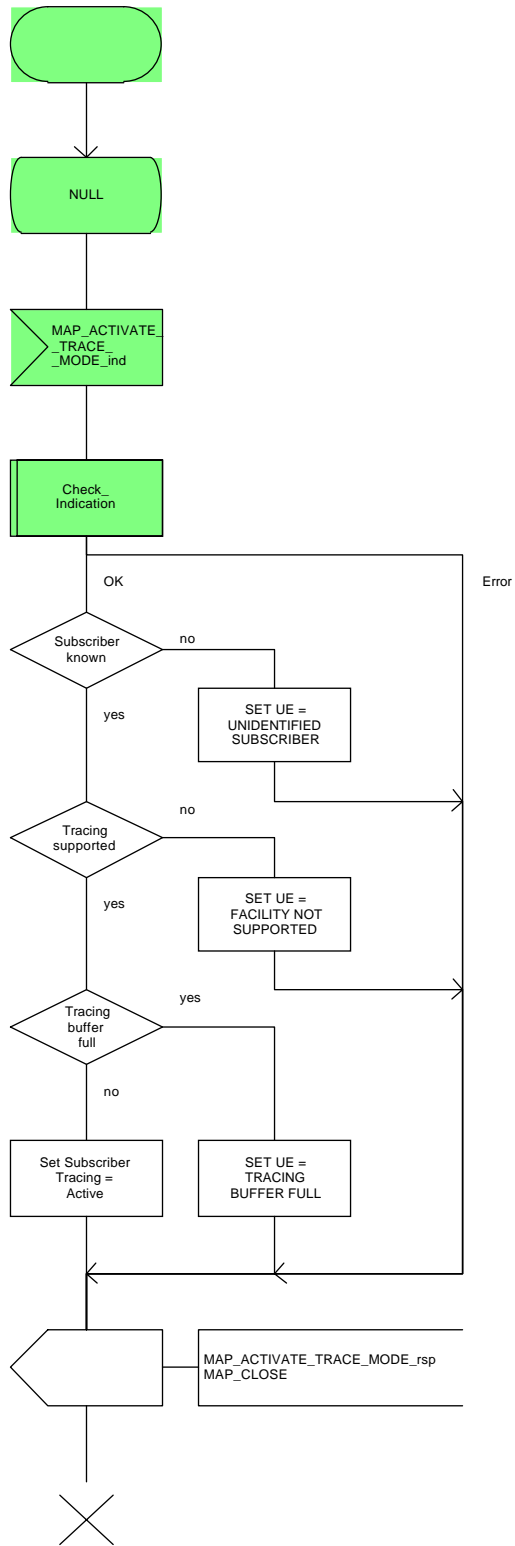 NULL
MAP_ACTIVATE_
_TRACE_
_MODE_ind
Check_
Indication
OK
Error
Subscriber
known
no
yes
SET UE =
UNIDENTIFIED
SUBSCRIBER
Tracing
supported
no
yes
SET UE =
FACILITY NOT
SUPPORTED
Tracing
buffer
full
yes
no
Set Subscriber
Tracing =
Active
SET UE =
TRACING
BUFFER FULL
MAP_ACTIVATE_TRACE_MODE_rsp
MAP_CLOSE